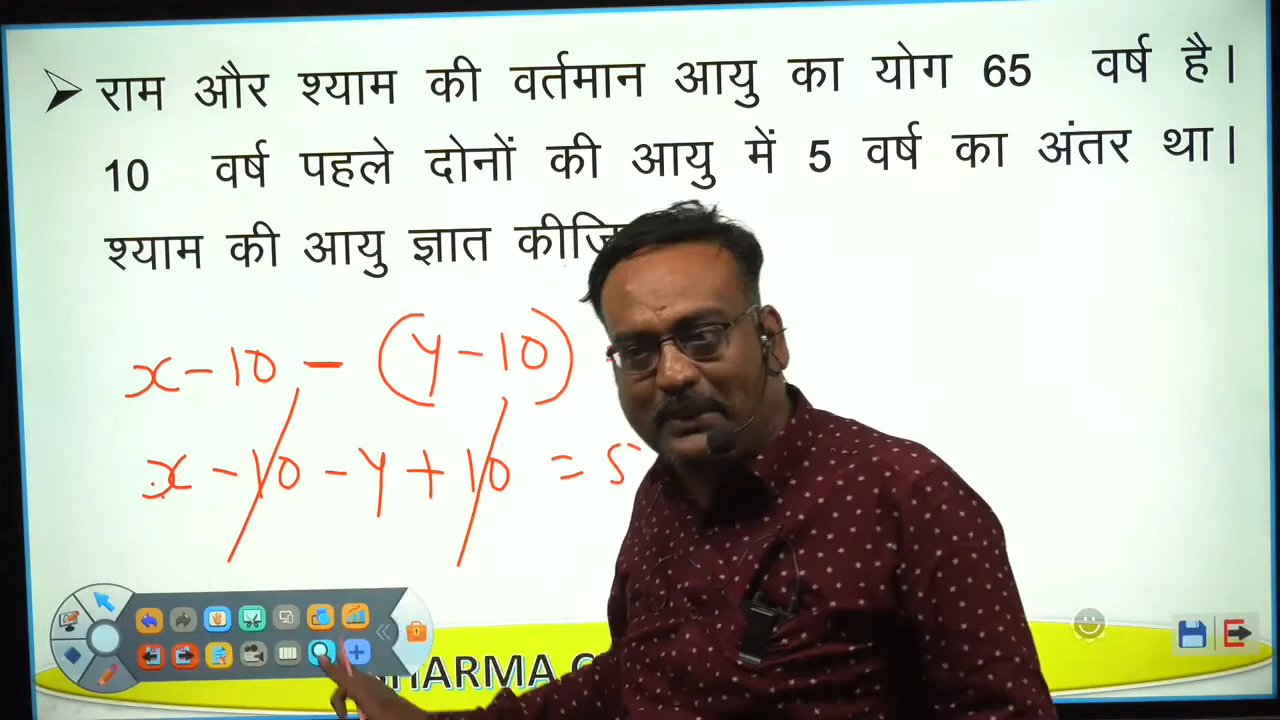 राम और श्याम की वर्तमान आयु का योग 65 वर्ष है।
10 वर्ष पहले दोनों की आयु में 5 वर्ष का अंतर था।
श्याम की आयु ज्ञात
x - 10 - (y - 10)
x - 10 - y + 10 = 5